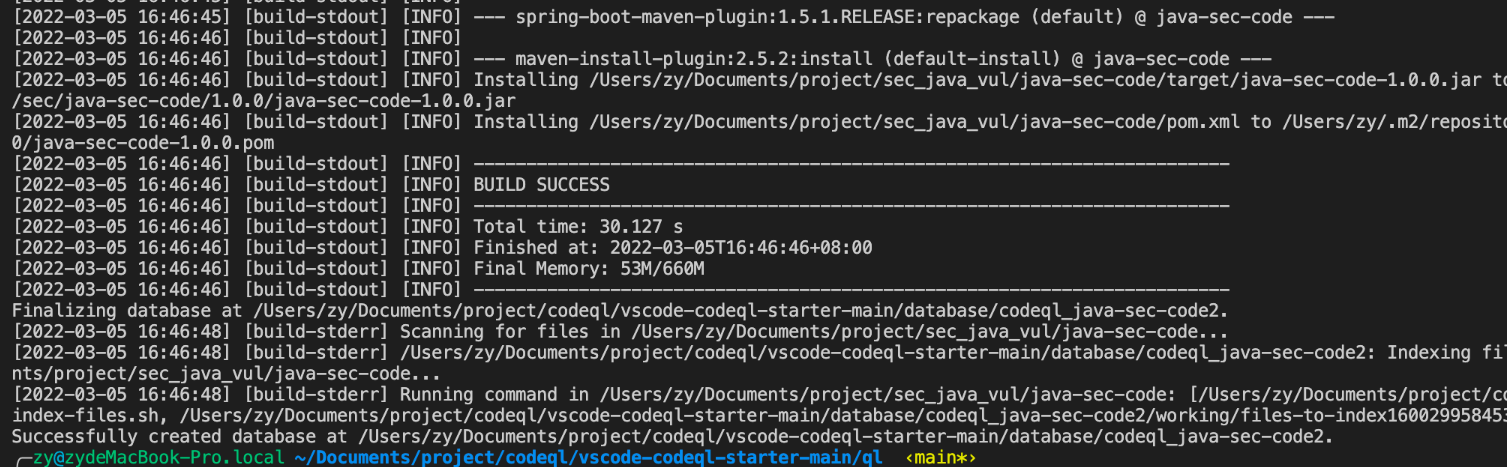 [2022-03-05 16:46:45] [build-stdout] [INFO] --- spring-boot-maven-plugin:1.5.1.RELEASE:repackage (default) @ java-sec-code ---
[2022-03-05 16:46:46] [build-stdout] [INFO]
[2022-03-05 16:46:46] [build-stdout] [INFO] --- maven-install-plugin:2.5.2:install (default-install) @ java-sec-code ---
[2022-03-05 16:46:46] [build-stdout] [INFO] Installing /Users/zy/Documents/project/sec_java_vul/java-sec-code/target/java-sec-code-1.0.0.jar to
/sec/java-sec-code/1.0.0/java-sec-code-1.0.0.jar
[2022-03-05 16:46:46] [build-stdout] [INFO] Installing /Users/zy/Documents/project/sec_java_vul/java-sec-code/pom.xml to /Users/zy/.m2/reposito
0/java-sec-code-1.0.0.pom
[2022-03-05 16:46:46] [build-stdout] [INFO] ------------------------------------------------------------------------
[2022-03-05 16:46:46] [build-stdout] [INFO] BUILD SUCCESS
[2022-03-05 16:46:46] [build-stdout] [INFO] ------------------------------------------------------------------------
[2022-03-05 16:46:46] [build-stdout] [INFO] Total time: 30.127 s
[2022-03-05 16:46:46] [build-stdout] [INFO] Finished at: 2022-03-05T16:46:46+08:00
[2022-03-05 16:46:46] [build-stdout] [INFO] Final Memory: 53M/660M
[2022-03-05 16:46:46] [build-stdout] [INFO] ------------------------------------------------------------------------
Finalizing database at /Users/zy/Documents/project/codeql/vscode-codeql-starter-main/database/codeql_java-sec-code2.
[2022-03-05 16:46:48] [build-stderr] Scanning for files in /Users/zy/Documents/project/sec_java_vul/java-sec-code...
[2022-03-05 16:46:48] [build-stderr] /Users/zy/Documents/project/codeql/vscode-codeql-starter-main/database/codeql_java-sec-code2: Indexing fil
nts/project/sec_java_vul/java-sec-code...
[2022-03-05 16:46:48] [build-stderr] Running command in /Users/zy/Documents/project/sec_java_vul/java-sec-code: [/Users/zy/Documents/project/co
index-files.sh, /Users/zy/Documents/project/codeql/vscode-codeql-starter-main/database/codeql_java-sec-code2/working/files-to-index160029958453
Successfully created database at /Users/zy/Documents/project/codeql/vscode-codeql-starter-main/database/codeql_java-sec-code2.
╭─zy@zydeMacBook-Pro.local ~/Documents/project/codeql/vscode-codeql-starter-main/ql ‹main*›